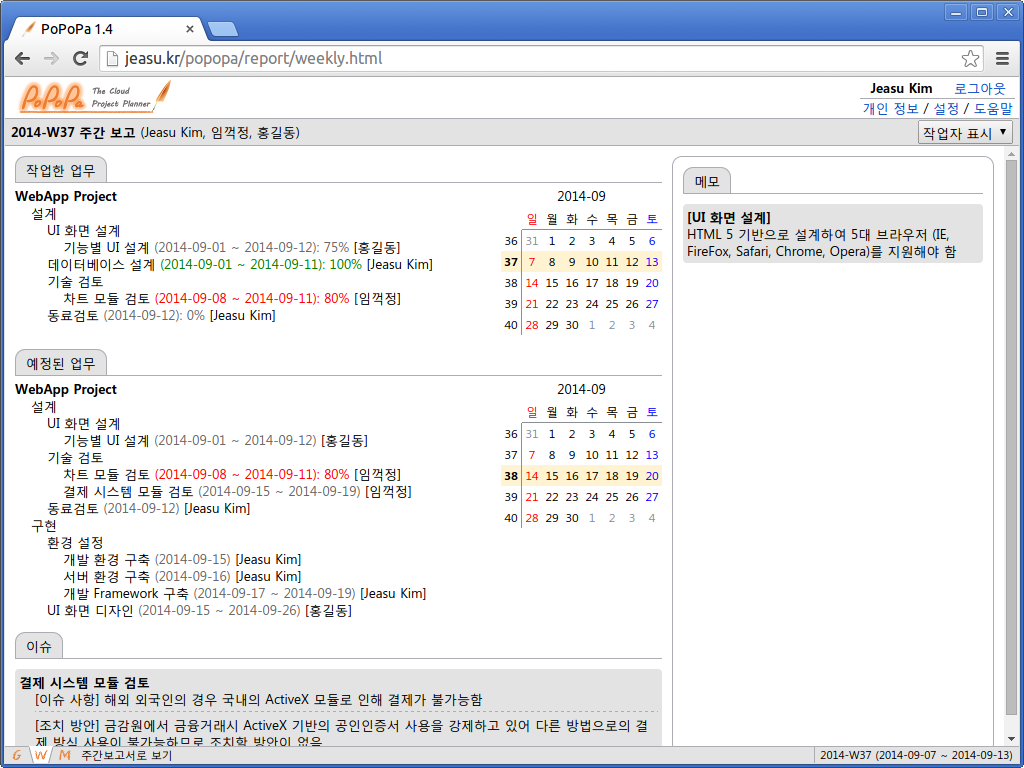 PoPoPa 1.4
jeasu.kr/popopa/report/weekly.html
PoPoPa The Cloud Project Planner
Jeasu Kim 로그아웃
개인 정보 / 설정 / 도움말
2014-W37 주간 보고 (Jeasu Kim, 임꺽정, 홍길동)
작업자 표시
작업한 업무
WebApp Project
설계
UI 화면 설계
기능별 UI 설계 (2014-09-01 ~ 2014-09-12): 75% [홍길동]
데이터베이스 설계 (2014-09-01 ~ 2014-09-11): 100% [Jeasu Kim]
기술 검토
차트 모듈 검토 (2014-09-08 ~ 2014-09-11): 80% [임꺽정]
동료검토 (2014-09-12): 0% [Jeasu Kim]
2014-09
일 월 화 수 목 금 토
36 31 1 2 3 4 5 6
37 7 8 9 10 11 12 13
38 14 15 16 17 18 19 20
39 21 22 23 24 25 26 27
40 28 29 30 1 2 3 4
예정된 업무
WebApp Project
설계
UI 화면 설계
기능별 UI 설계 (2014-09-01 ~ 2014-09-12) [홍길동]
기술 검토
차트 모듈 검토 (2014-09-08 ~ 2014-09-11): 80% [임꺽정]
결제 시스템 모듈 검토 (2014-09-15 ~ 2014-09-19) [임꺽정]
동료검토 (2014-09-12) [Jeasu Kim]
구현
환경 설정
개발 환경 구축 (2014-09-15) [Jeasu Kim]
서버 환경 구축 (2014-09-16) [Jeasu Kim]
개발 Framework 구축 (2014-09-17 ~ 2014-09-19) [Jeasu Kim]
UI 화면 디자인 (2014-09-15 ~ 2014-09-26) [홍길동]
2014-09
일 월 화 수 목 금 토
36 31 1 2 3 4 5 6
37 7 8 9 10 11 12 13
38 14 15 16 17 18 19 20
39 21 22 23 24 25 26 27
40 28 29 30 1 2 3 4
이슈
결제 시스템 모듈 검토
[이슈 사항] 해외 외국인의 경우 국내의 ActiveX 모듈로 인해 결제가 불가능함
[조치 방안] 금감원에서 금융거래시 ActiveX 기반의 공인인증서 사용을 강제하고 있어 다른 방법으로의 결
제 방식 사용이 불가능하므로 조치할 방안이 없음
메모
[UI 화면 설계]
HTML 5 기반으로 설계하여 5대 브라우저 (IE,
FireFox, Safari, Chrome, Opera)를 지원해야 함
G W M 주간보고서로 보기
2014-W37 (2014-09-07 ~ 2014-09-13)